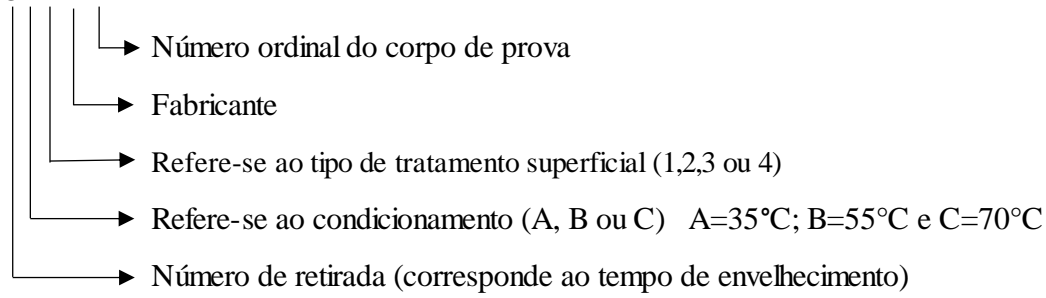 Número ordinal do corpo de prova
Fabricante
Refere-se ao tipo de tratamento superficial (1,2,3 ou 4)
Refere-se ao condicionamento (A, B ou C) A=35°C; B=55°C e C=70°C
Número de retirada (corresponde ao tempo de envelhecimento)